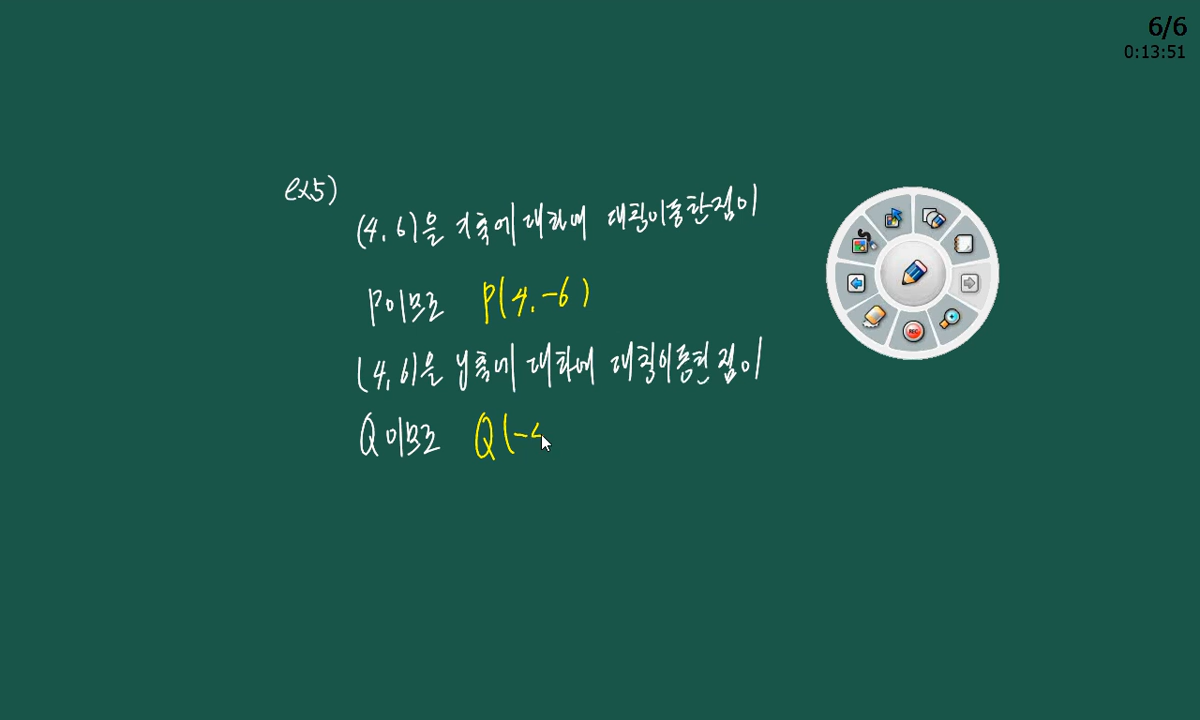 6/6
0:13:51
ex5)
(4, 6)을 x축에 대하여 대칭이동한 점이
P이므로 P(4, -6)
(4, 6)을 y축에 대하여 대칭이동한 점이
Q이므로 Q(-4
REC